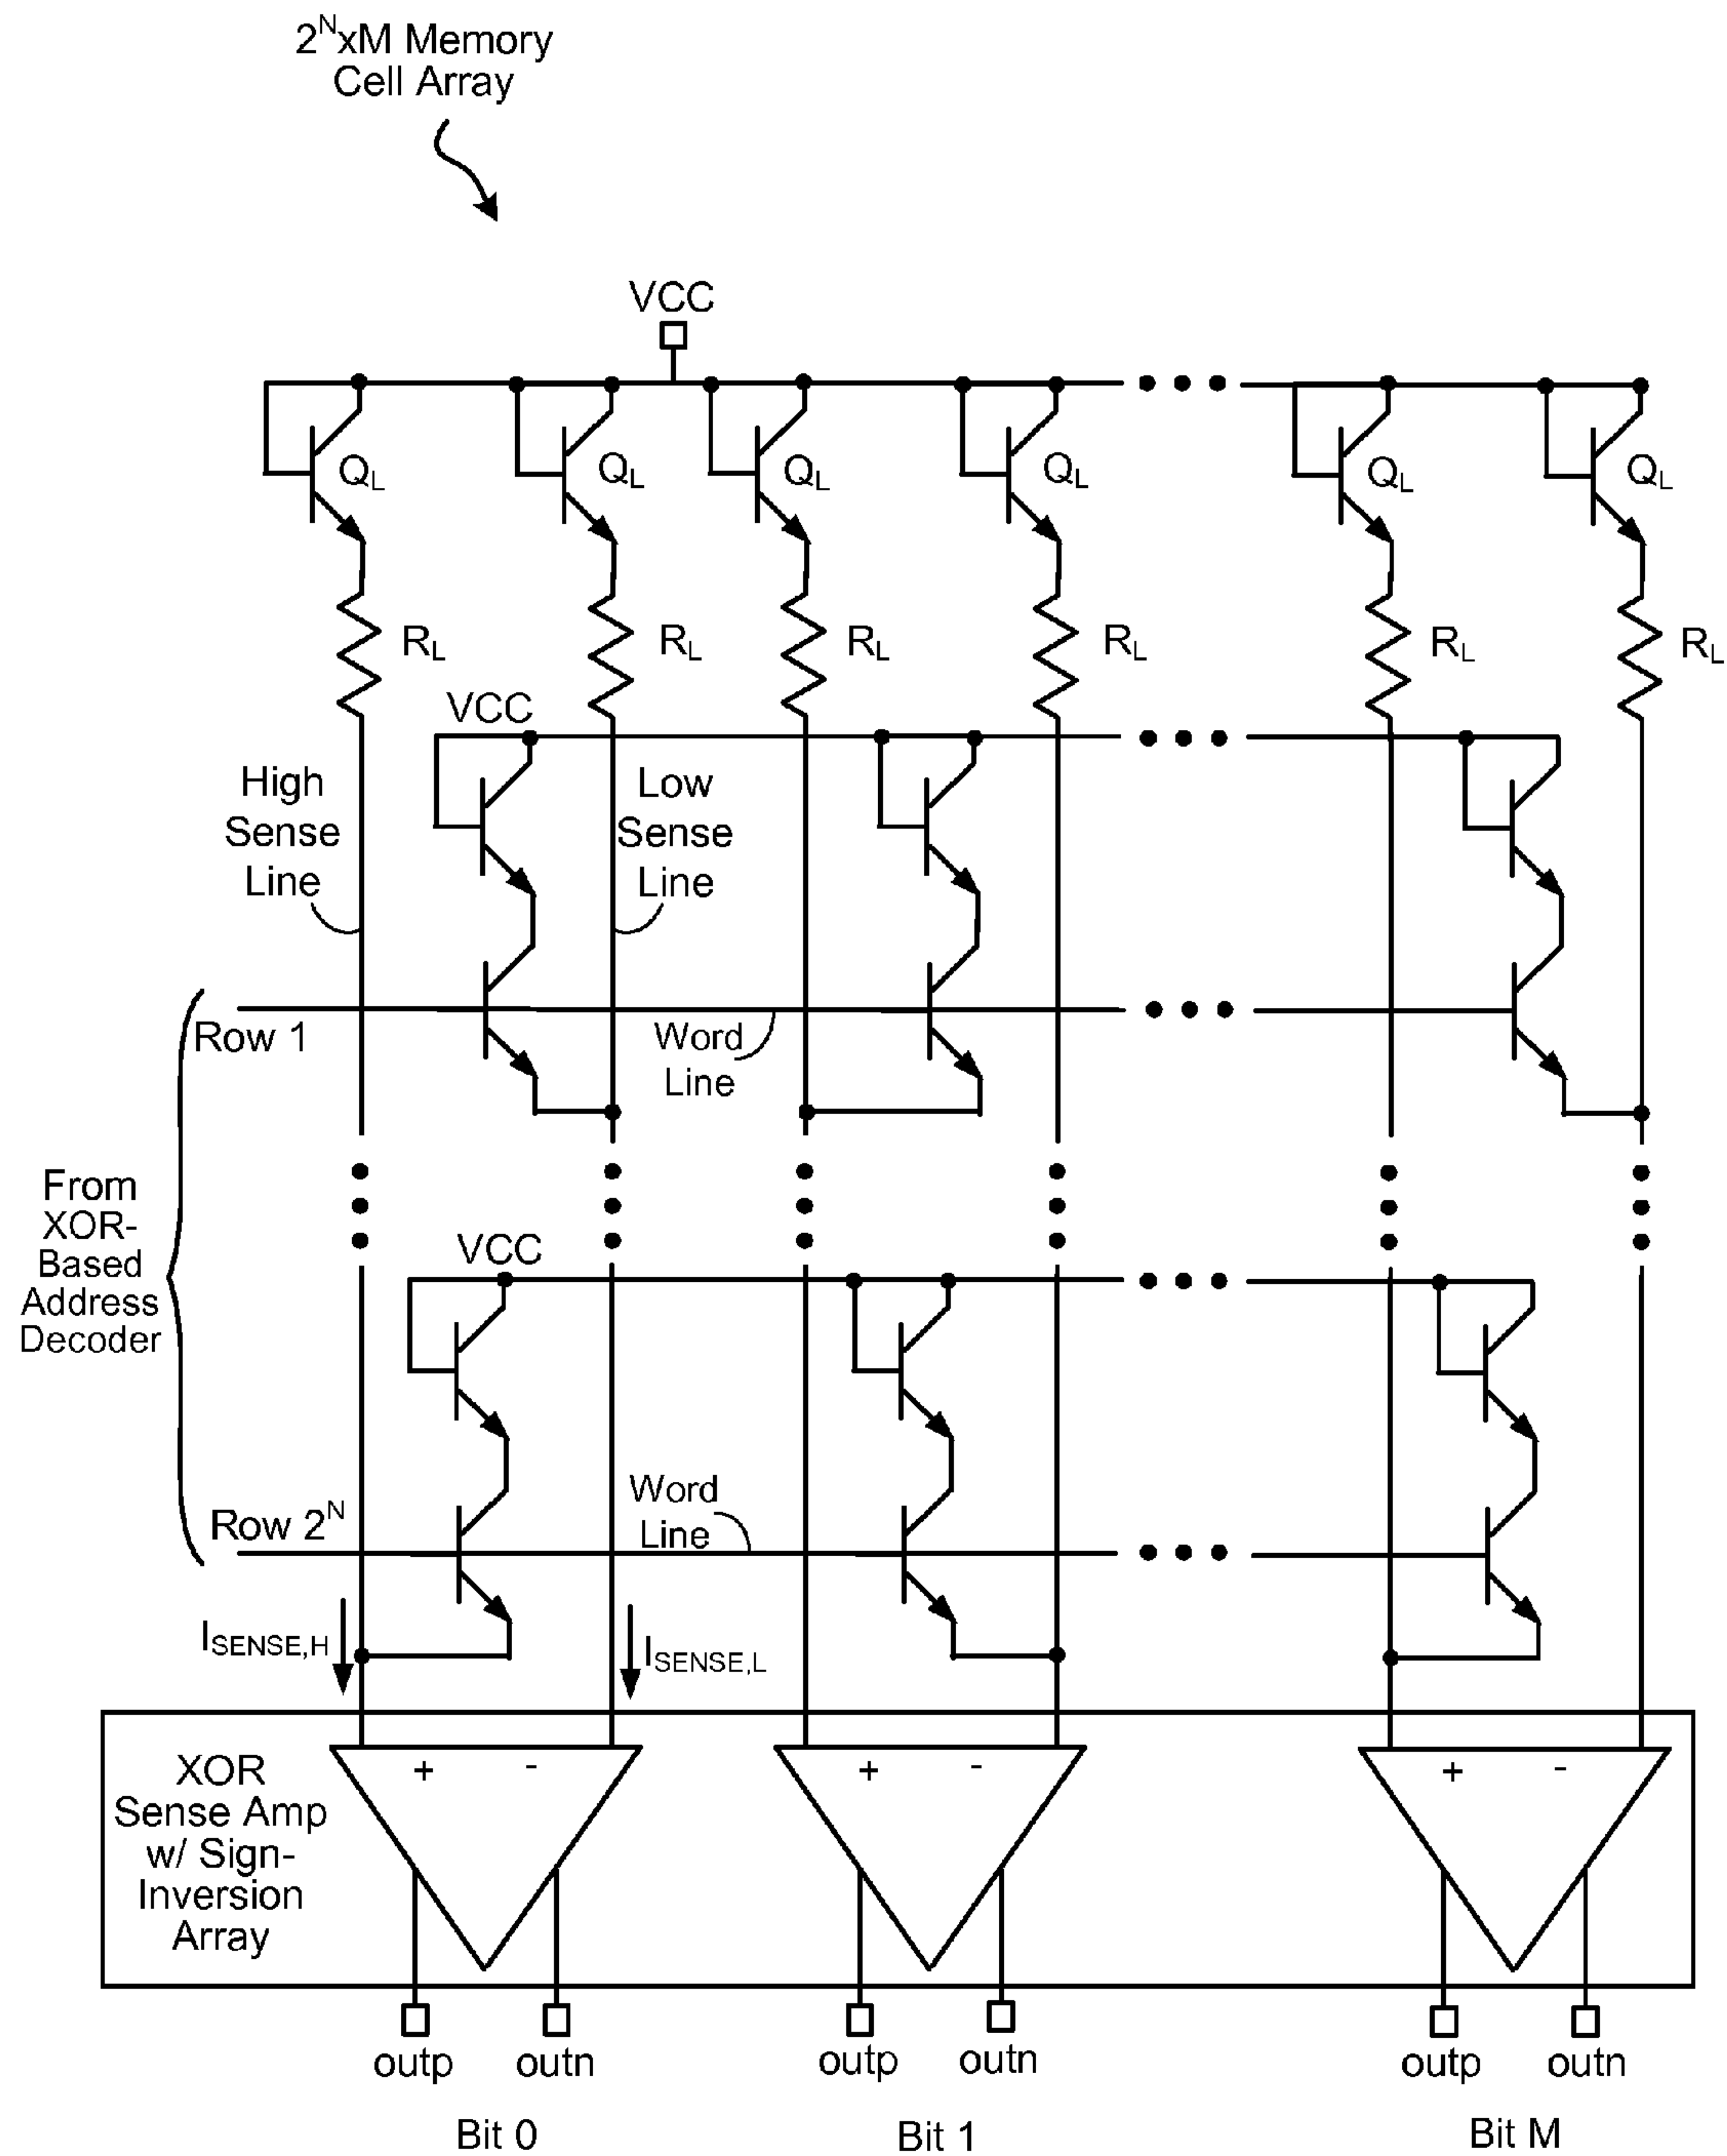 2^NxM Memory
Cell Array
VCC
Q_L
Q_L
Q_L
Q_L
Q_L
Q_L
R_L
R_L
R_L
R_L
R_L
R_L
VCC
High
Sense
Line
Low
Sense
Line
Row 1
Word
Line
From
XOR-
Based
Address
Decoder
VCC
Row 2^N
Word
Line
I_SENSE,H
I_SENSE,L
XOR
Sense Amp
w/ Sign-
Inversion
Array
+ -
+ -
+ -
outp outn
outp outn
outp outn
Bit 0
Bit 1
Bit M